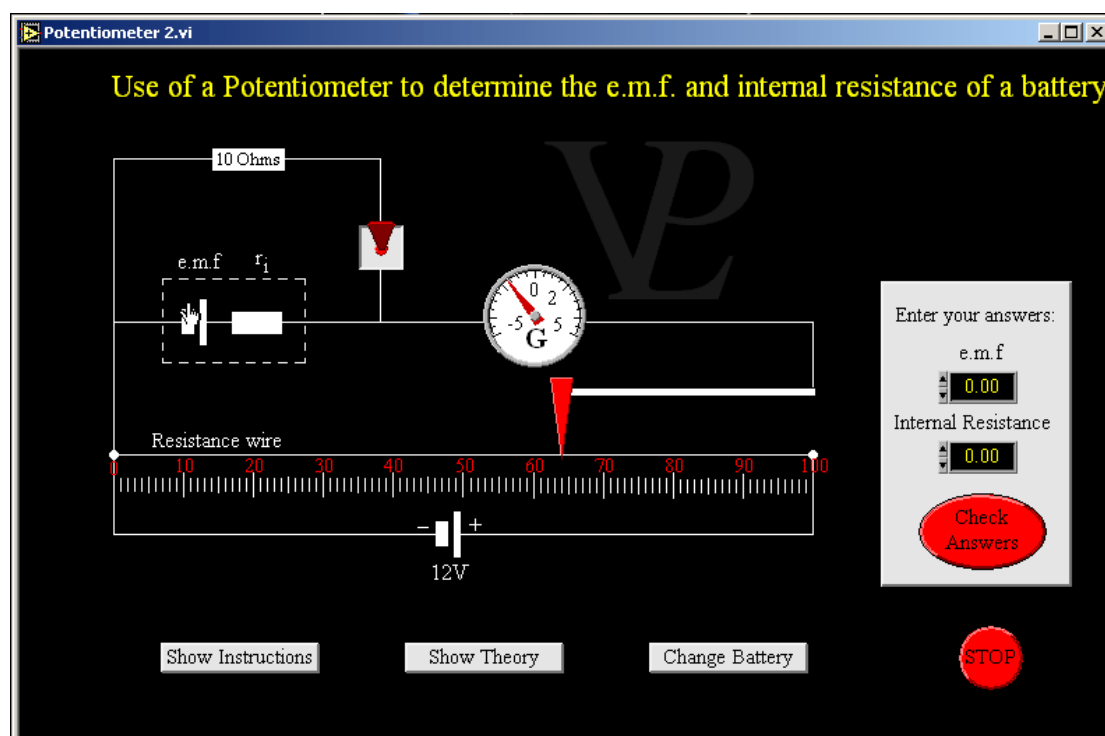 Potentiometer 2.vi
Use of a Potentiometer to determine the e.m.f. and internal resistance of a battery
VPL
10 Ohms
e.m.f ri
0
2
-5 5
G
Enter your answers:
e.m.f
0.00
Internal Resistance
0.00
Check
Answers
Resistance wire
0 10 20 30 40 50 60 70 80 90 100
− +
12V
Show Instructions Show Theory Change Battery STOP